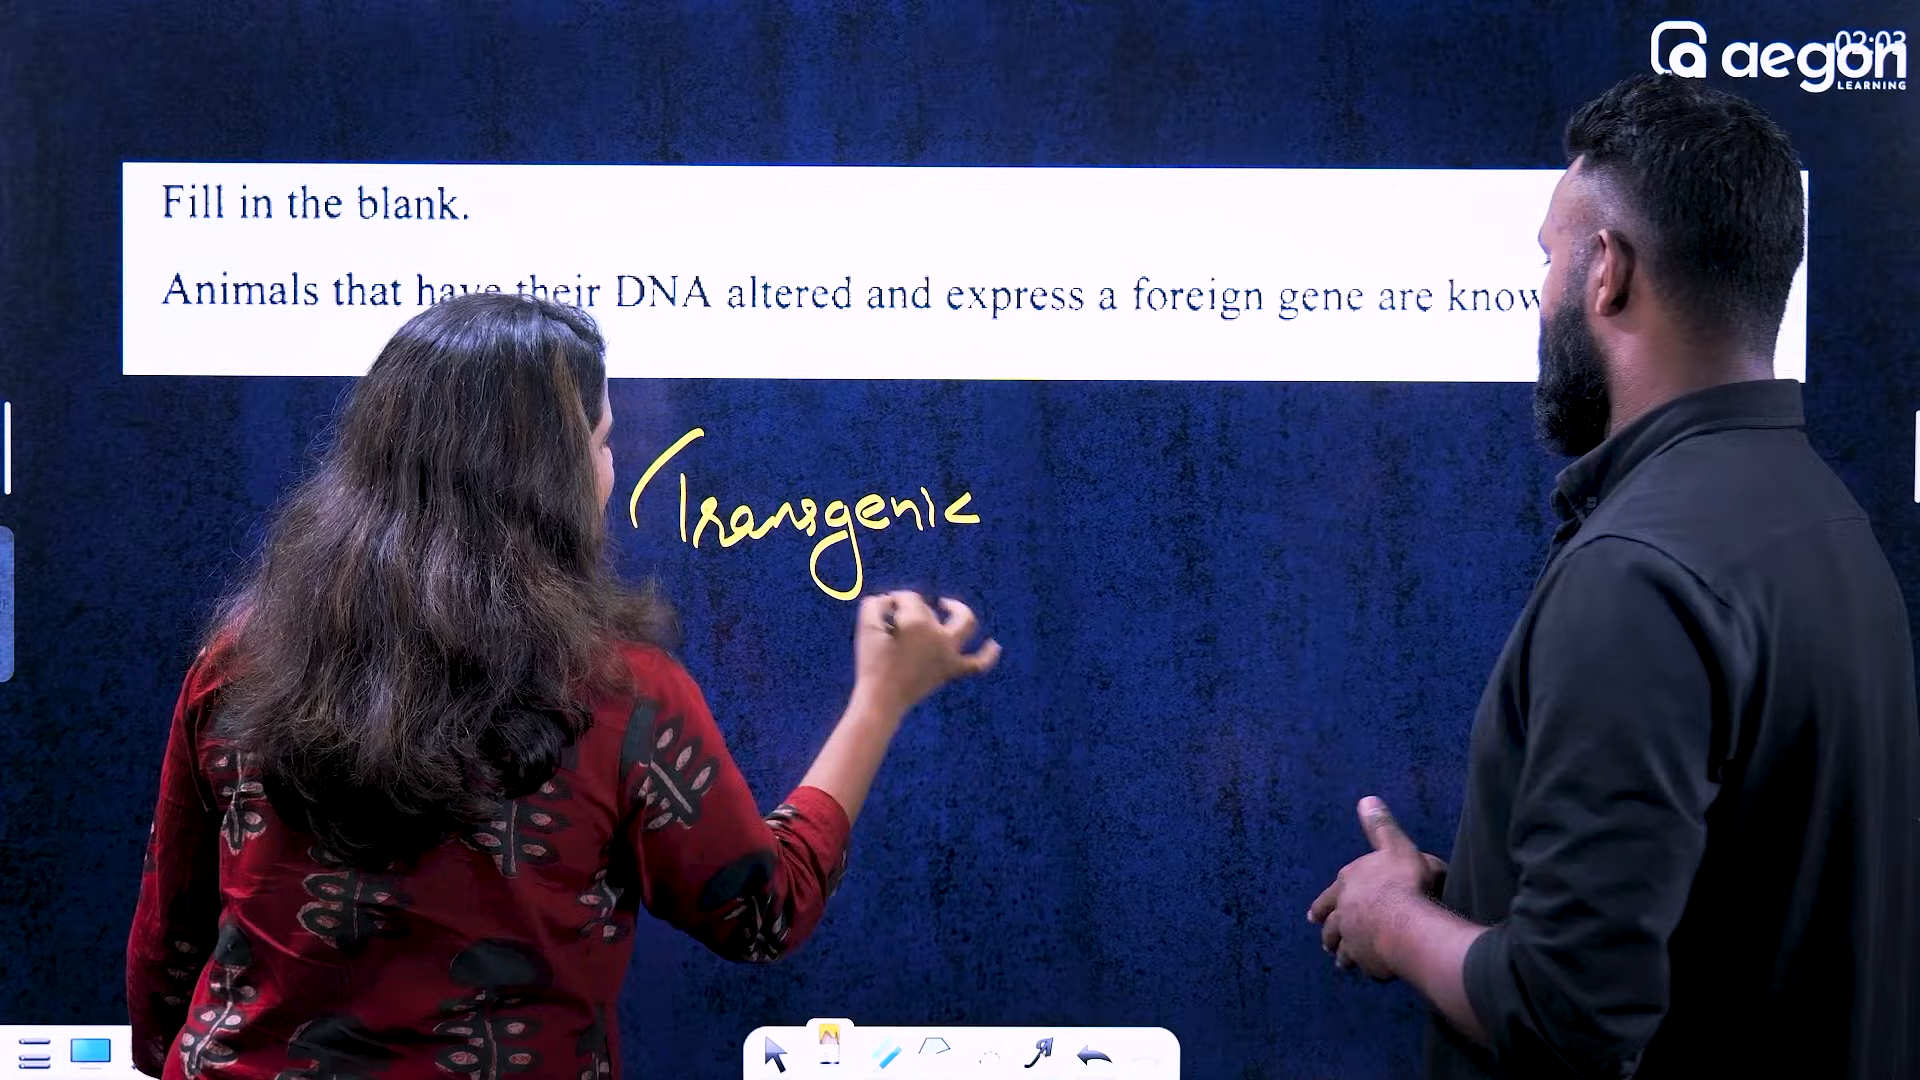 02:03
aegon
LEARNING
Fill in the blank.
Animals that have their DNA altered and express a foreign gene are know
Transgenic